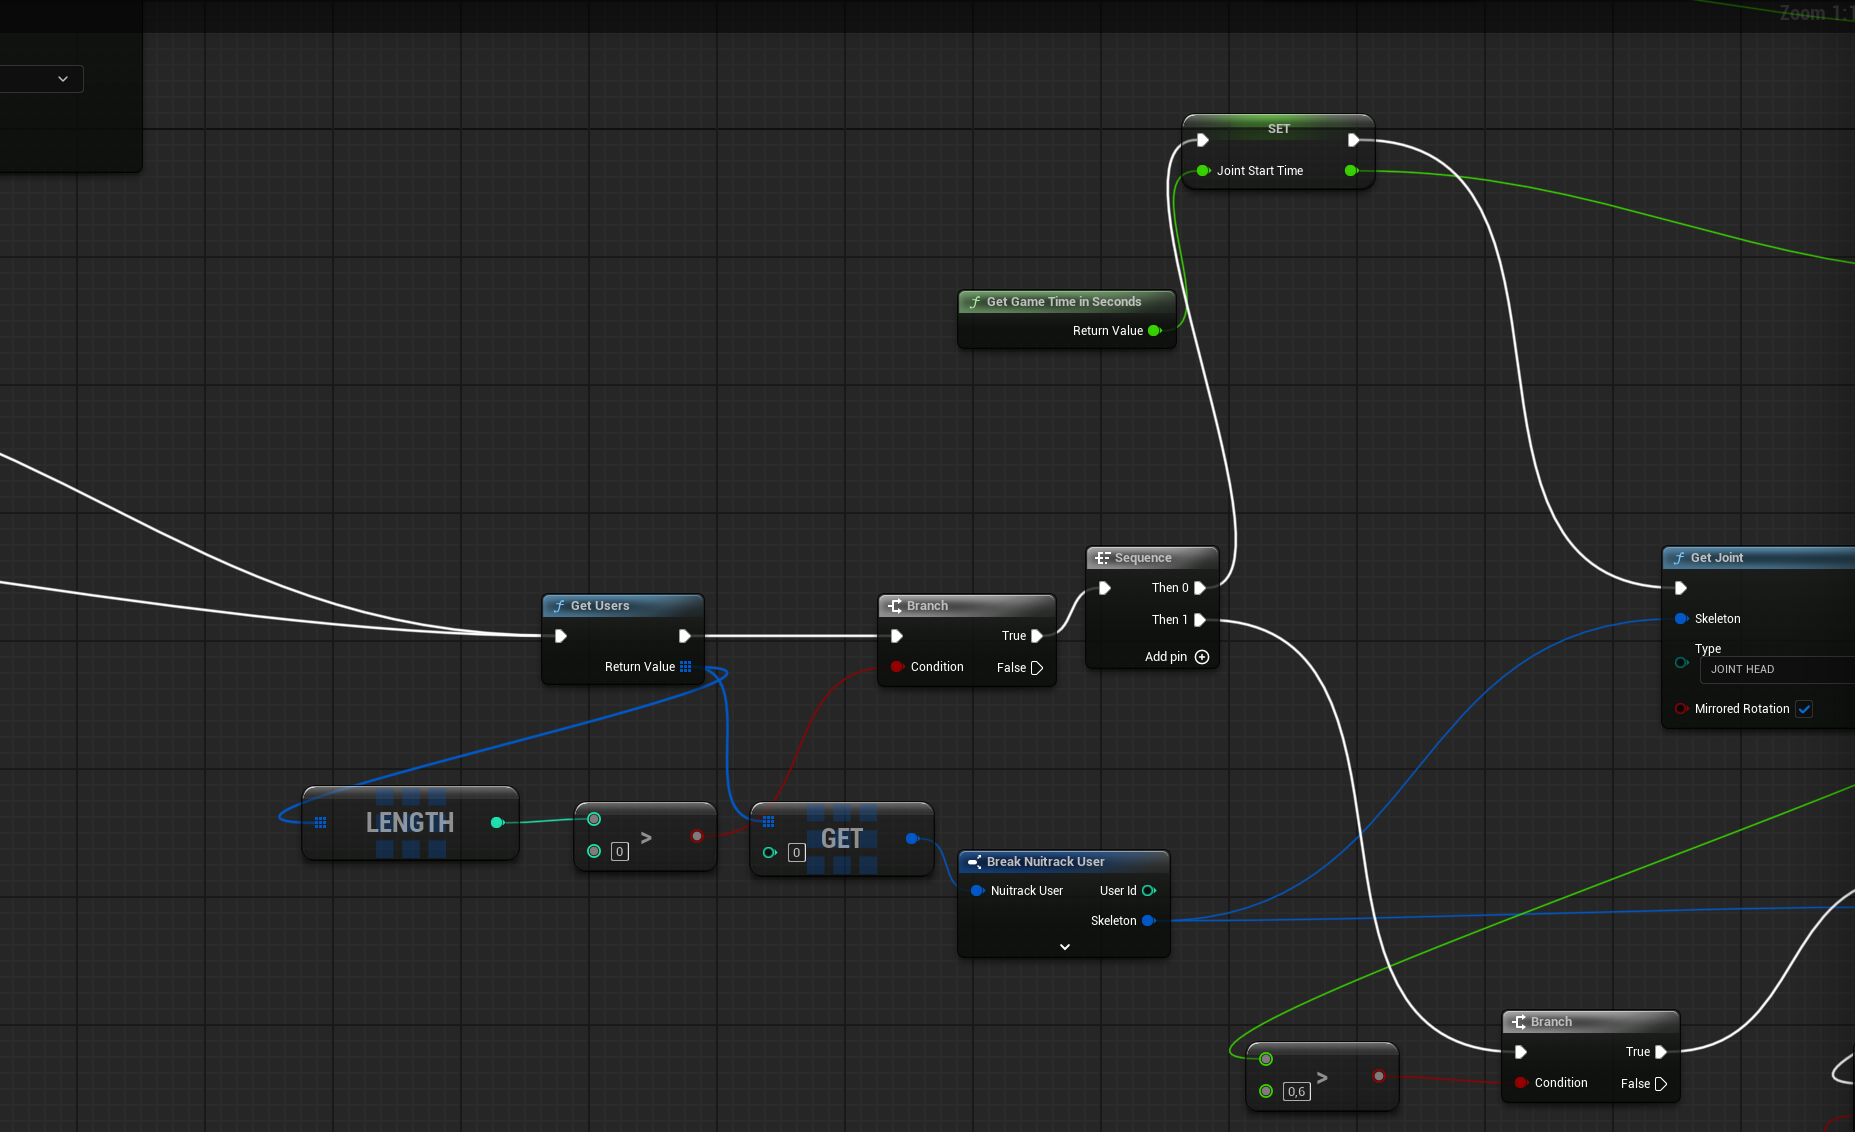 Zoom 1:1
SET
Joint Start Time
Get Game Time in Seconds
Return Value
Get Users
Return Value
Branch
True
Condition
False
Sequence
Then 0
Then 1
Add pin
Get Joint
Skeleton
Type
JOINT HEAD
Mirrored Rotation
LENGTH
0
>
0
GET
Break Nuitrack User
Nuitrack User
User Id
Skeleton
0,6
>
Branch
True
Condition
False